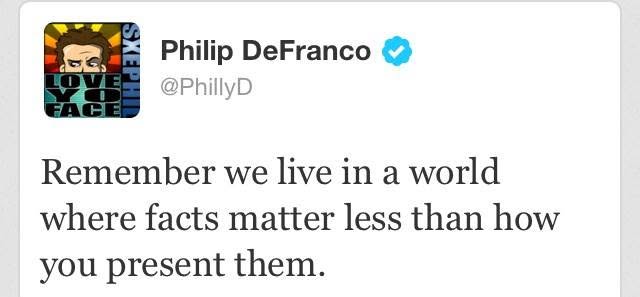 Philip DeFranco
@PhillyD
LOVE
YO
FACE
SXEPHIL
Remember we live in a world
where facts matter less than how
you present them.